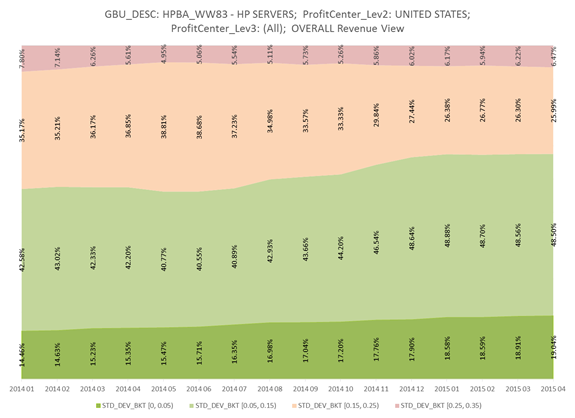 GBU_DESC: HPBA_WW83 - HP SERVERS;  ProfitCenter_Lev2: UNITED STATES;
ProfitCenter_Lev3: (All);  OVERALL Revenue View
7.80% 7.14% 6.26% 5.61% 4.95% 5.06% 5.54% 5.11% 5.73% 5.26% 5.86% 6.02% 6.17% 5.94% 6.22% 6.47%
35.17% 35.21% 36.17% 36.85% 38.81% 38.68% 37.23% 34.98% 33.57% 33.33% 29.84% 27.44% 26.38% 26.77% 26.30% 25.99%
42.58% 43.02% 42.33% 42.20% 40.77% 40.55% 40.89% 42.93% 43.66% 44.20% 46.54% 48.64% 48.88% 48.70% 48.56% 48.50%
14.46% 14.63% 15.23% 15.35% 15.47% 15.71% 16.35% 16.98% 17.04% 17.20% 17.76% 17.90% 18.58% 18.59% 18.91% 19.04%
2014 01 2014 02 2014 03 2014 04 2014 05 2014 06 2014 07 2014 08 2014 09 2014 10 2014 11 2014 12 2015 01 2015 02 2015 03 2015 04
STD_DEV_BKT [0, 0.05) STD_DEV_BKT [0.05, 0.15) STD_DEV_BKT [0.15, 0.25) STD_DEV_BKT [0.25, 0.35)